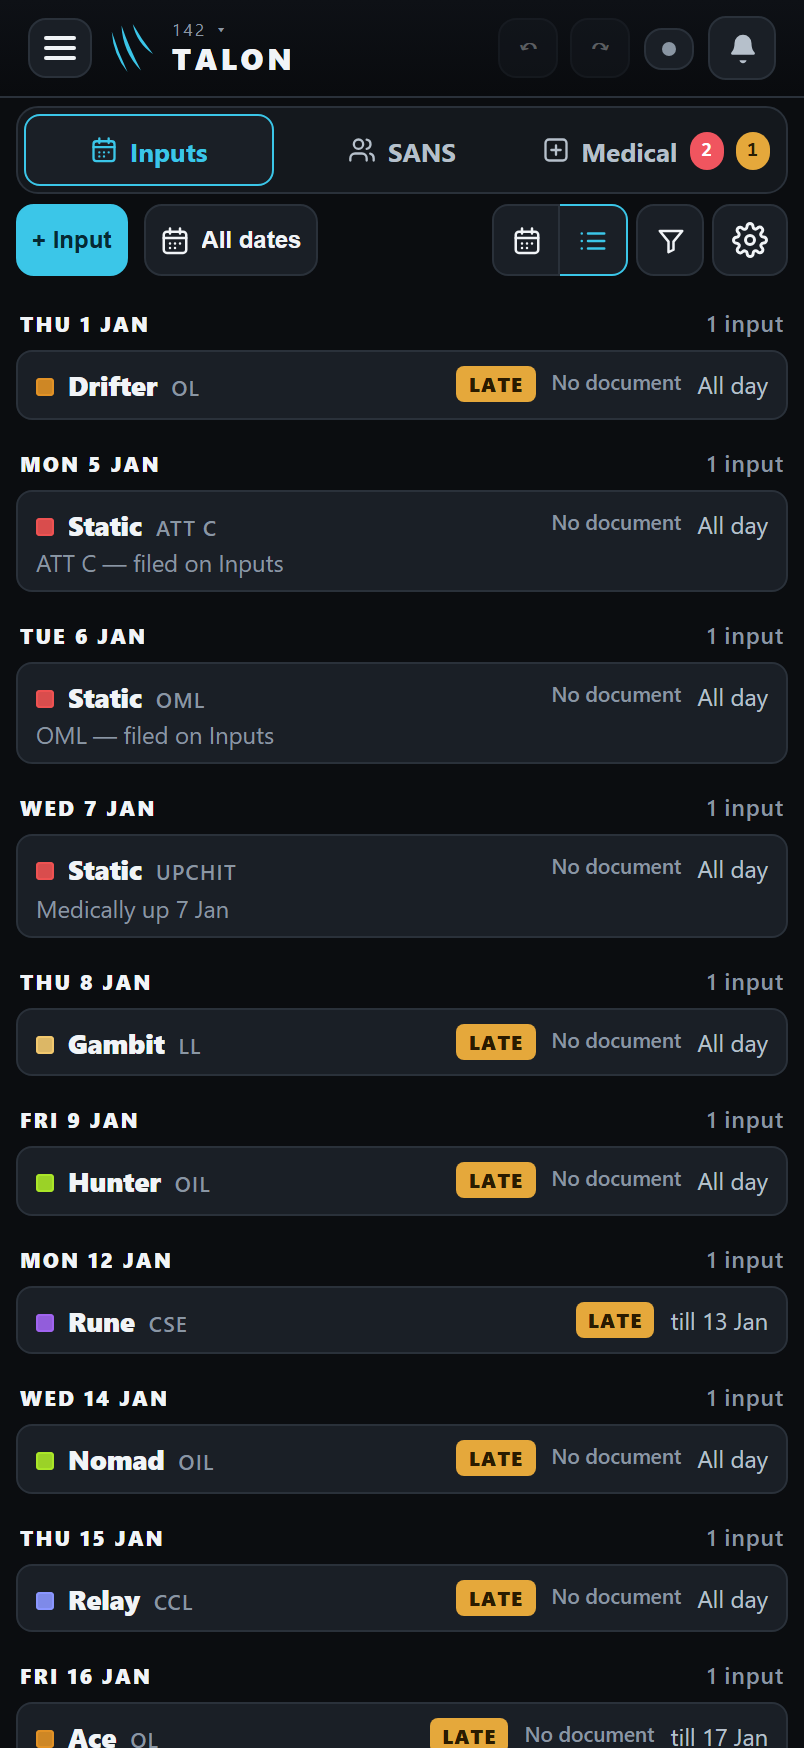 142
TALON
Inputs
SANS
Medical 2 1
+ Input
All dates
THU 1 JAN 1 input
Drifter OL LATE No document All day
MON 5 JAN 1 input
Static ATT C No document All day
ATT C — filed on Inputs
TUE 6 JAN 1 input
Static OML No document All day
OML — filed on Inputs
WED 7 JAN 1 input
Static UPCHIT No document All day
Medically up 7 Jan
THU 8 JAN 1 input
Gambit LL LATE No document All day
FRI 9 JAN 1 input
Hunter OIL LATE No document All day
MON 12 JAN 1 input
Rune CSE LATE till 13 Jan
WED 14 JAN 1 input
Nomad OIL LATE No document All day
THU 15 JAN 1 input
Relay CCL LATE No document All day
FRI 16 JAN 1 input
Ace OL LATE No document till 17 Jan